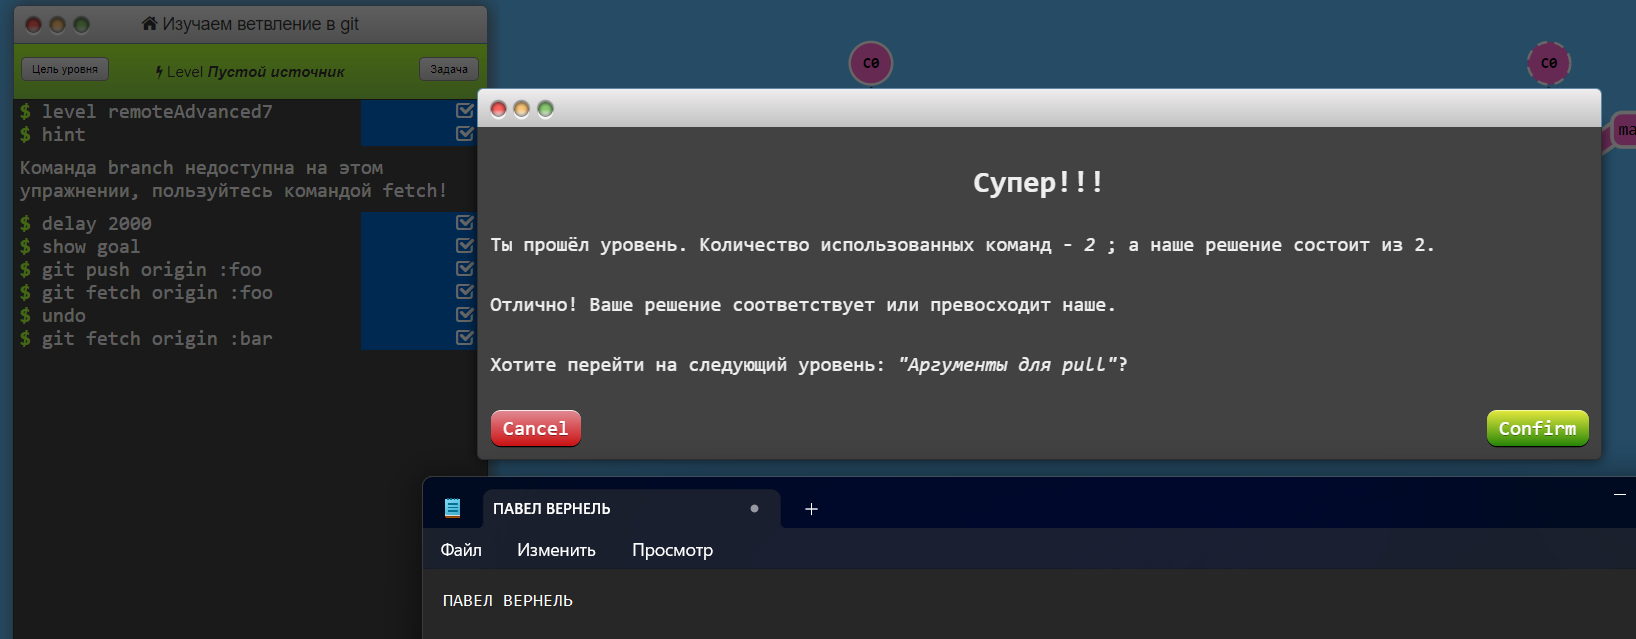 Изучаем ветвление в git
Цель уровня
Level Пустой источник
Задача
$ level remoteAdvanced7
$ hint
Команда branch недоступна на этом
упражнении, пользуйтесь командой fetch!
$ delay 2000
$ show goal
$ git push origin :foo
$ git fetch origin :foo
$ undo
$ git fetch origin :bar
C0
C0
ma
Супер!!!
Ты прошёл уровень. Количество использованных команд - 2 ; а наше решение состоит из 2.
Отлично! Ваше решение соответствует или превосходит наше.
Хотите перейти на следующий уровень: "Аргументы для pull"?
Cancel
Confirm
ПАВЕЛ ВЕРНЕЛЬ
Файл Изменить Просмотр
ПАВЕЛ ВЕРНЕЛЬ